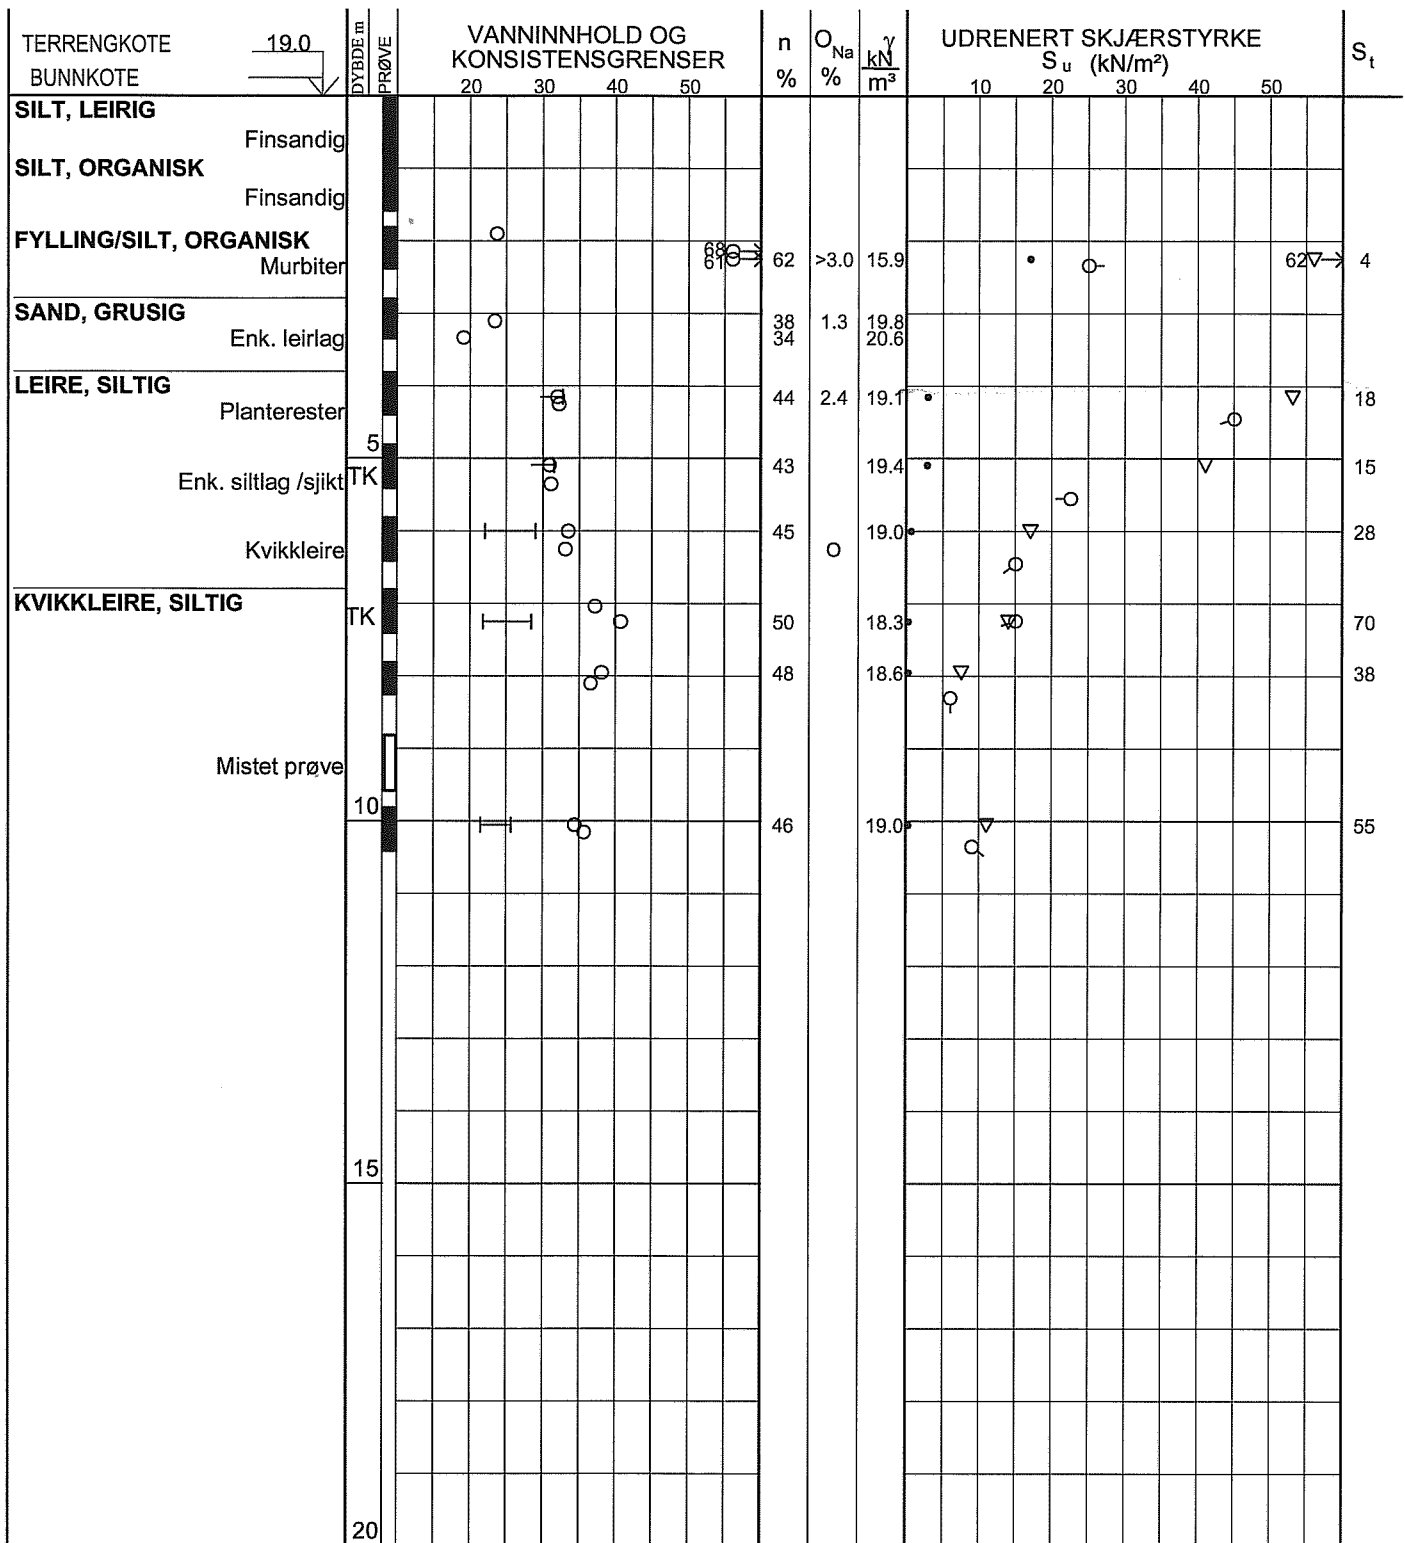 TERRENGKOTE 19.0
BUNNKOTE
DYBDE m
PRØVE
VANNINNHOLD OG
KONSISTENSGRENSER
20 30 40 50
n
%
O Na
%
γ
kN
m³
UDRENERT SKJÆRSTYRKE
S u (kN/m²)
10 20 30 40 50
S t
SILT, LEIRIG
Finsandig
SILT, ORGANISK
Finsandig
FYLLING/SILT, ORGANISK
68
Murbiter 61 62 >3.0 15.9 62 4
SAND, GRUSIG 38 1.3 19.8
Enk. leirlag 34 20.6
LEIRE, SILTIG
44 2.4 19.1 18
Planterester
5
Enk. siltlag /sjikt TK 43 19.4 15
45 19.0 28
Kvikkleire O
KVIKKLEIRE, SILTIG
TK 50 18.3 70
48 18.6 38
Mistet prøve
10
46 19.0 55
15
20